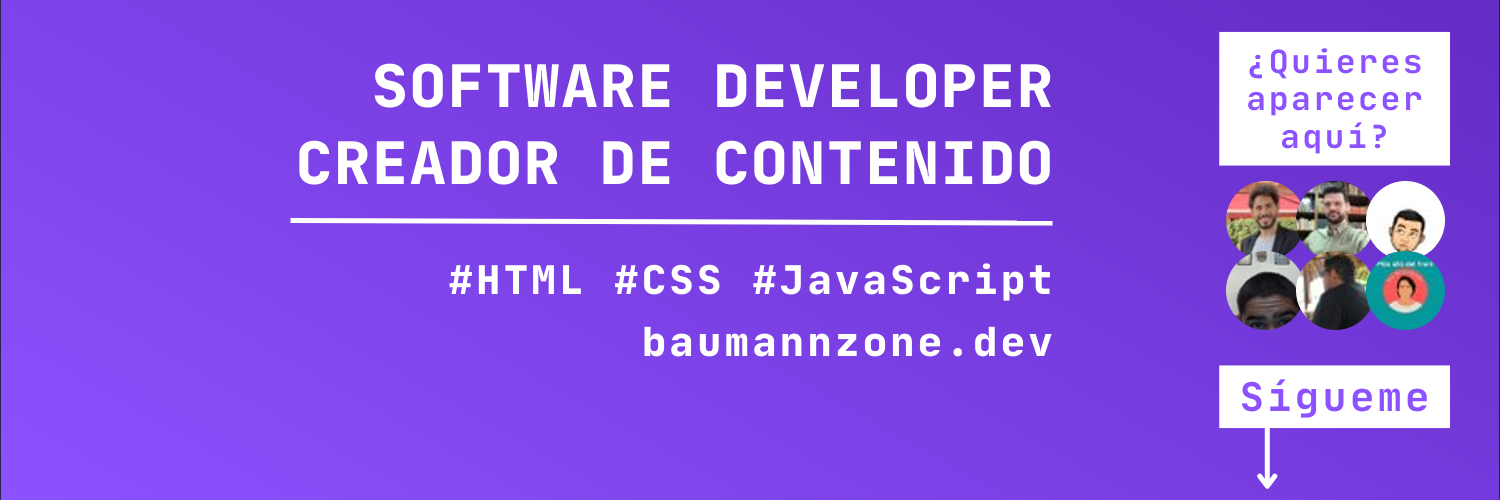 SOFTWARE DEVELOPER
CREADOR DE CONTENIDO
#HTML #CSS #JavaScript
baumannzone.dev
¿Quieres
aparecer
aquí?
Sígueme